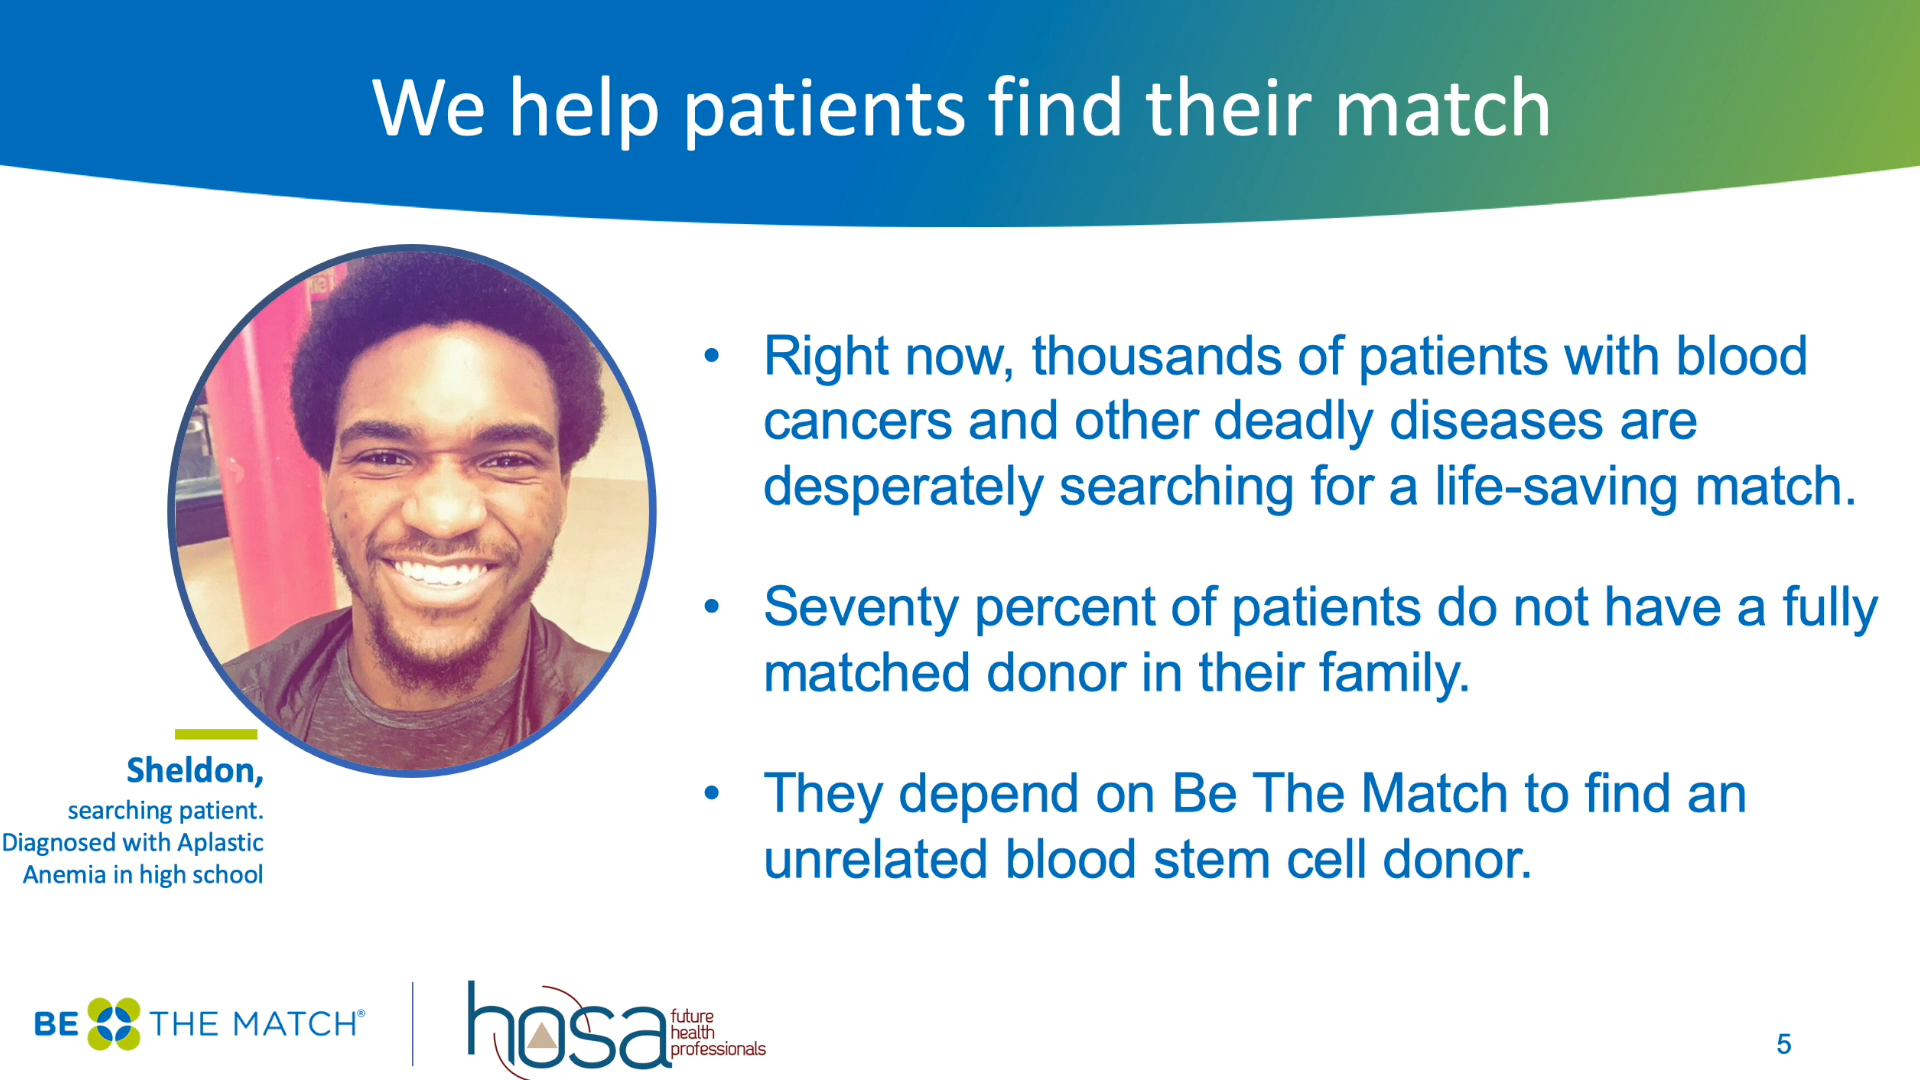 We help patients find their match
• Right now, thousands of patients with blood
cancers and other deadly diseases are
desperately searching for a life-saving match.
• Seventy percent of patients do not have a fully
matched donor in their family.
• They depend on Be The Match to find an
unrelated blood stem cell donor.
Sheldon,
searching patient.
Diagnosed with Aplastic
Anemia in high school
BE THE MATCH®
hosa
future
health
professionals
5